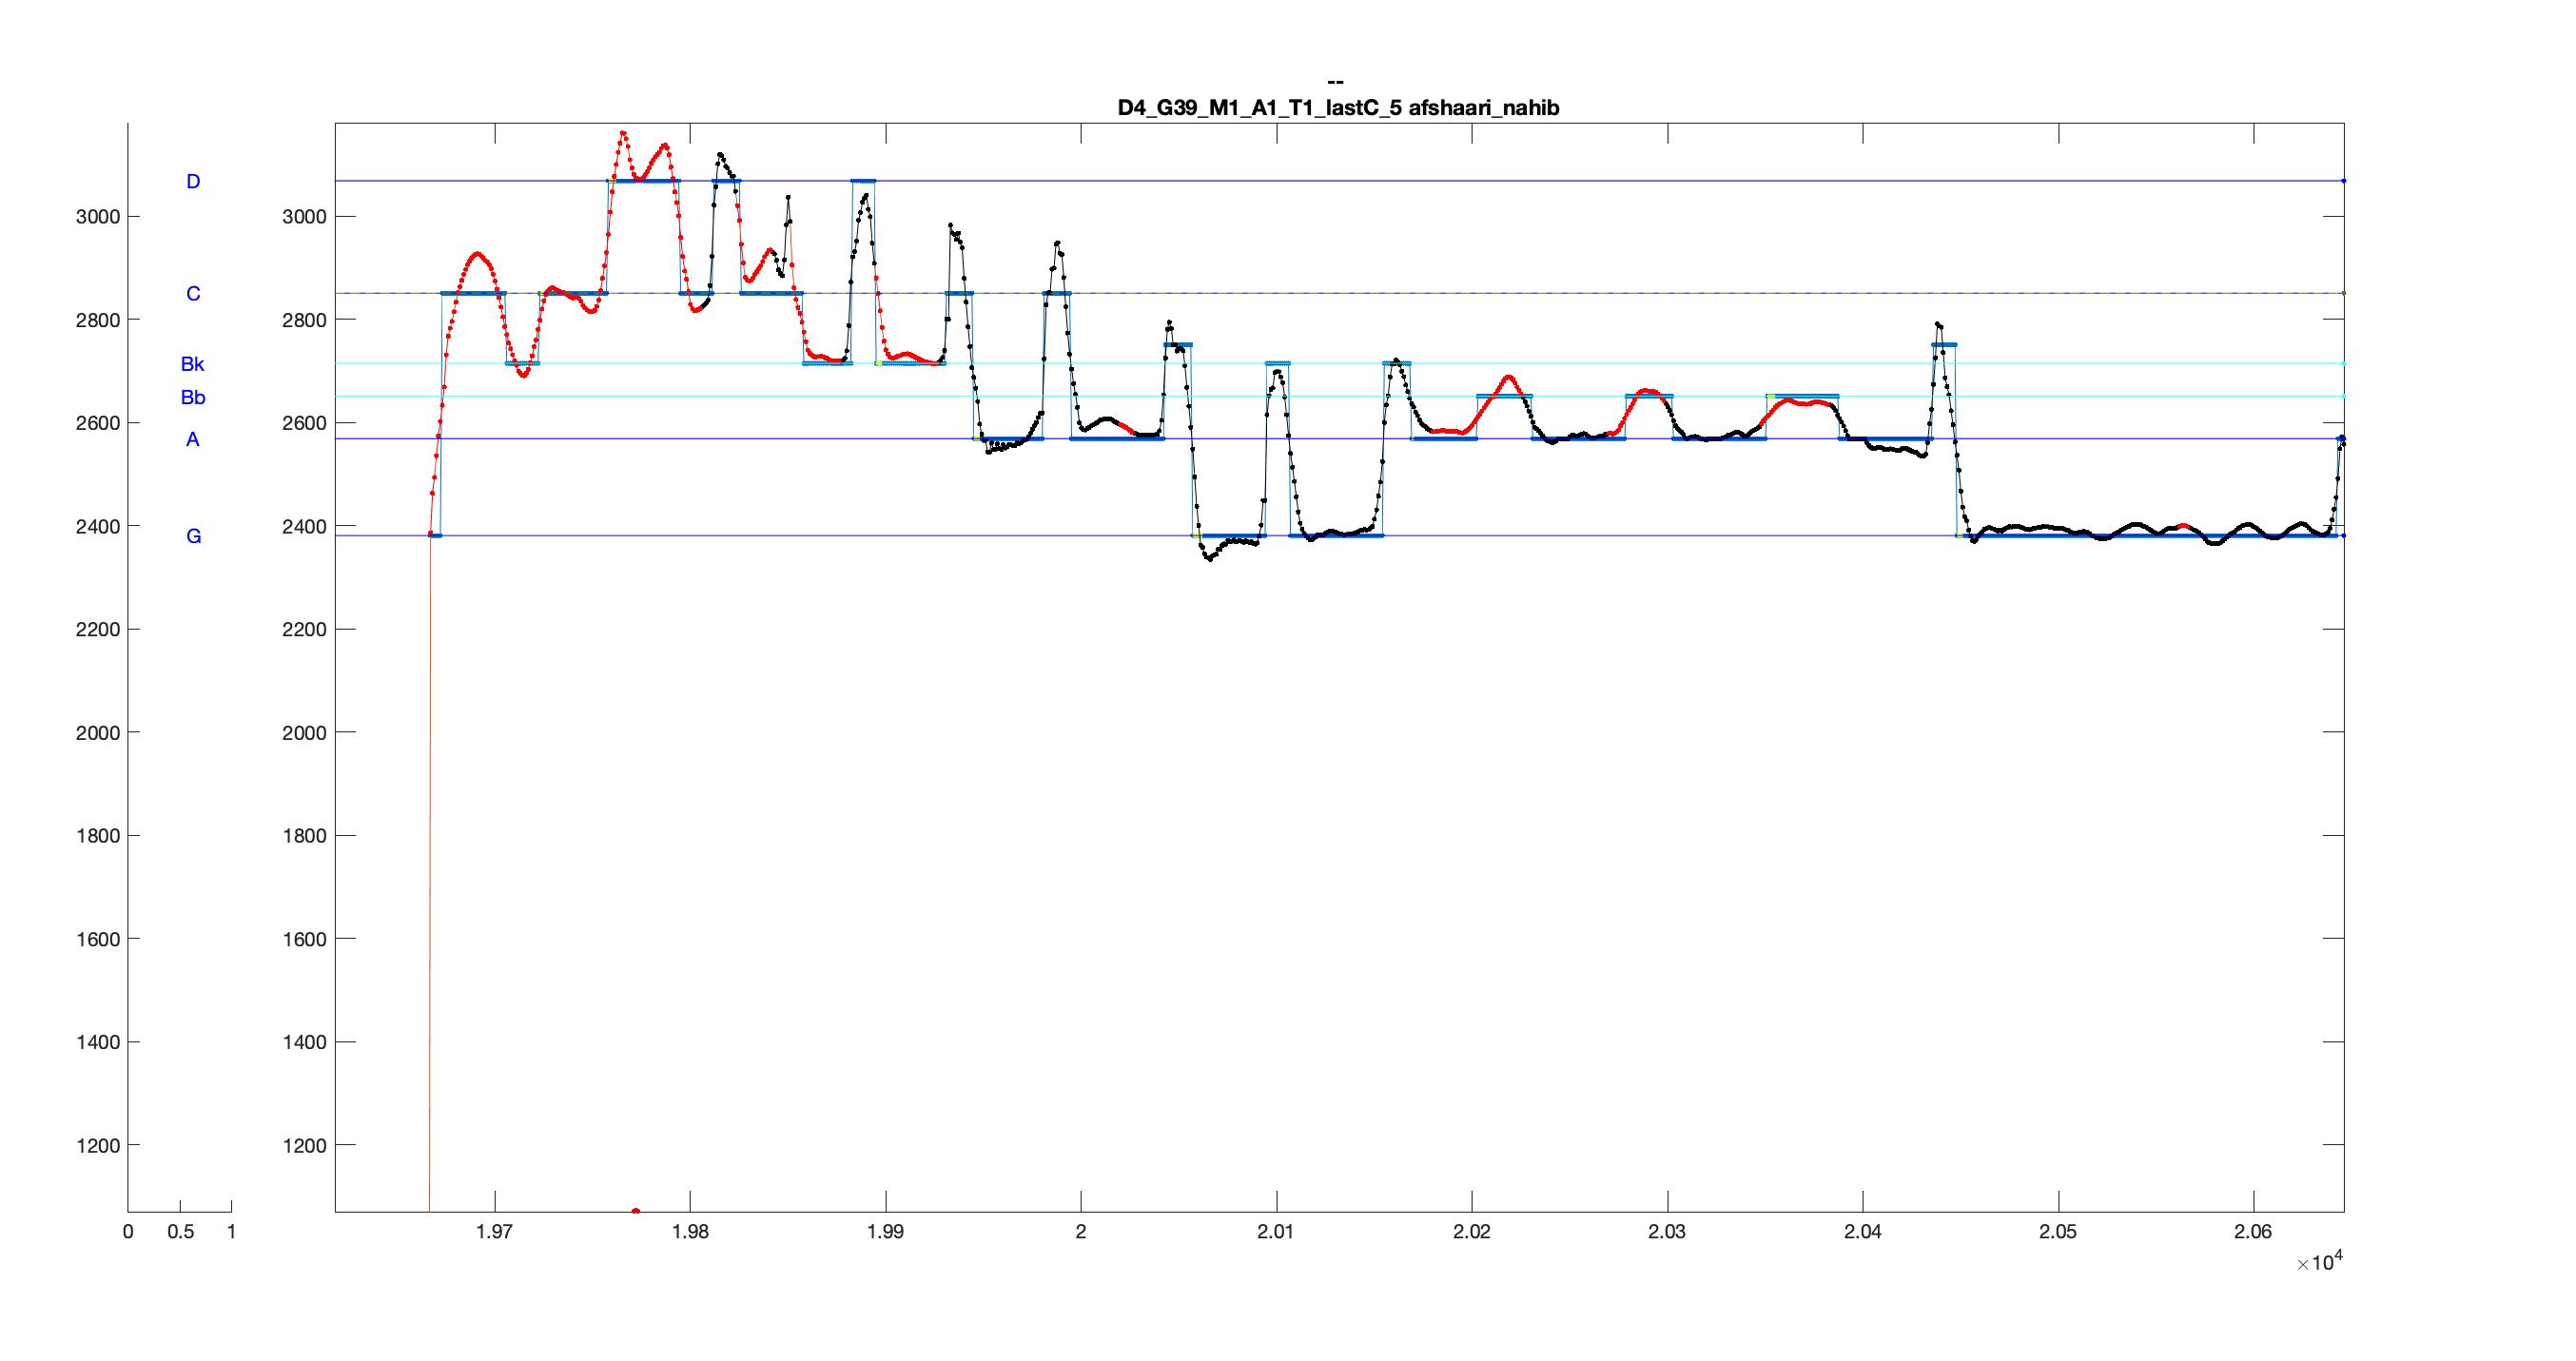 --
D4_G39_M1_A1_T1_lastC_5 afshaari_nahib
D
3000 3000
C
2800 2800
Bk
Bb
2600 2600
A
2400 2400
G
2200 2200
2000 2000
1800 1800
1600 1600
1400 1400
1200 1200
0 0.5 1 1.97 1.98 1.99 2 2.01 2.02 2.03 2.04 2.05 2.06
×10⁴